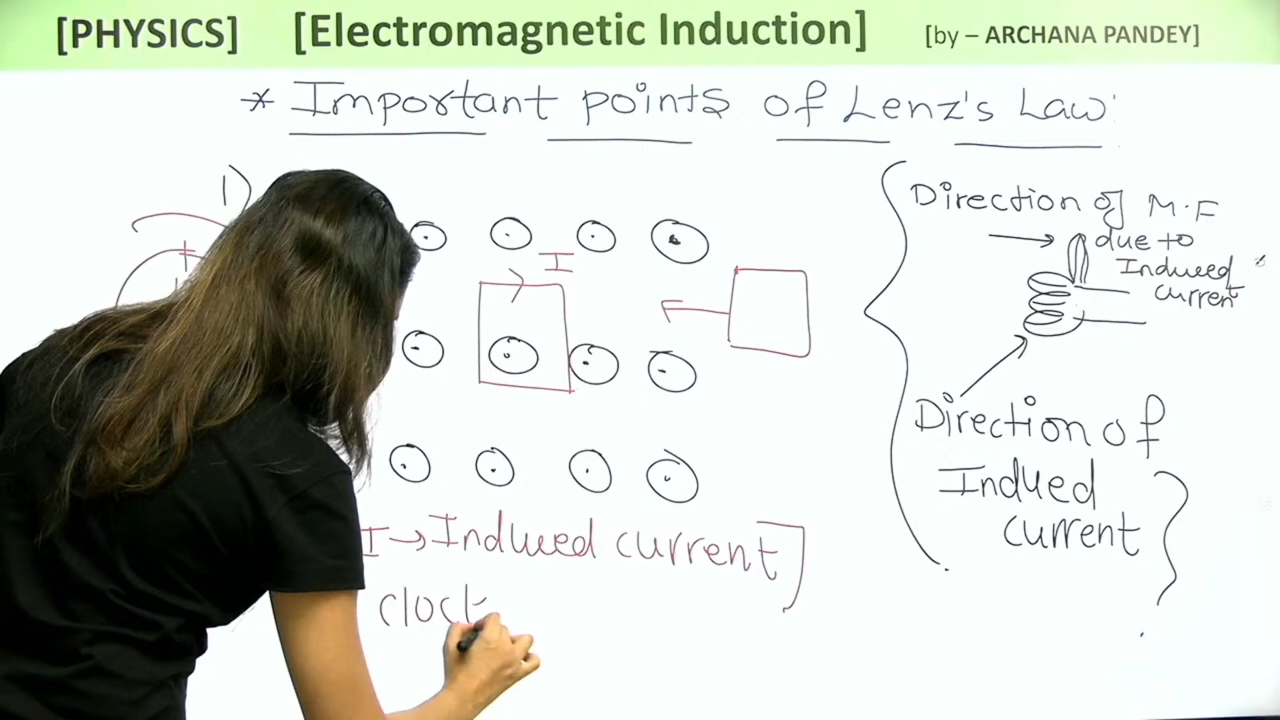 [PHYSICS] [Electromagnetic Induction] [by – ARCHANA PANDEY]
* Important points of Lenz's Law:
1)
+
I
Direction of M.F
due to
Induced
current
Direction of
Indued
current
I → Induced current
clock